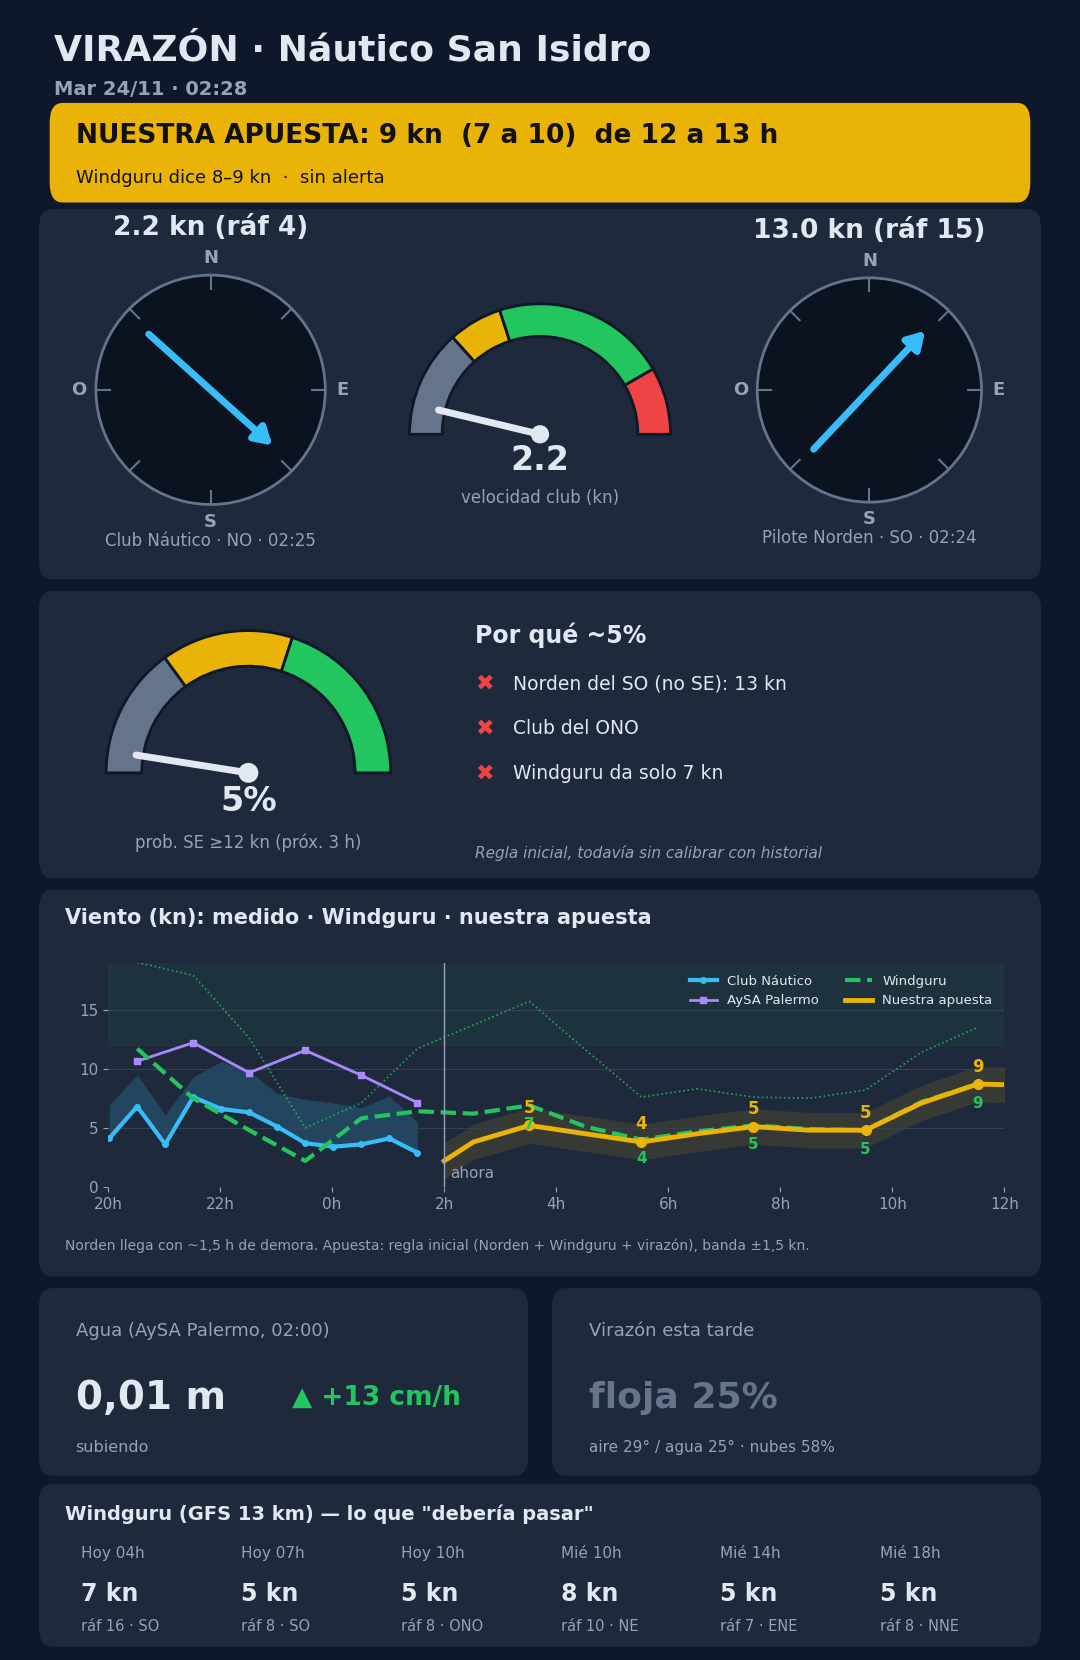 VIRAZÓN · Náutico San Isidro
Mar 24/11 · 02:28
NUESTRA APUESTA: 9 kn (7 a 10) de 12 a 13 h
Windguru dice 8–9 kn · sin alerta
2.2 kn (ráf 4)
N
O
E
S
Club Náutico · NO · 02:25
2.2
velocidad club (kn)
13.0 kn (ráf 15)
N
O
E
S
Pilote Norden · SO · 02:24
5%
prob. SE ≥12 kn (próx. 3 h)
Por qué ~5%
✖ Norden del SO (no SE): 13 kn
✖ Club del ONO
✖ Windguru da solo 7 kn
Regla inicial, todavía sin calibrar con historial
Viento (kn): medido · Windguru · nuestra apuesta
Club Náutico
AySA Palermo
Windguru
Nuestra apuesta
15
10
5
0
5
7
4
4
5
5
5
5
9
9
ahora
20h
22h
0h
2h
4h
6h
8h
10h
12h
Norden llega con ~1,5 h de demora. Apuesta: regla inicial (Norden + Windguru + virazón), banda ±1,5 kn.
Agua (AySA Palermo, 02:00)
0,01 m
▲ +13 cm/h
subiendo
Virazón esta tarde
floja 25%
aire 29° / agua 25° · nubes 58%
Windguru (GFS 13 km) — lo que "debería pasar"
Hoy 04h
7 kn
ráf 16 · SO
Hoy 07h
5 kn
ráf 8 · SO
Hoy 10h
5 kn
ráf 8 · ONO
Mié 10h
8 kn
ráf 10 · NE
Mié 14h
5 kn
ráf 7 · ENE
Mié 18h
5 kn
ráf 8 · NNE